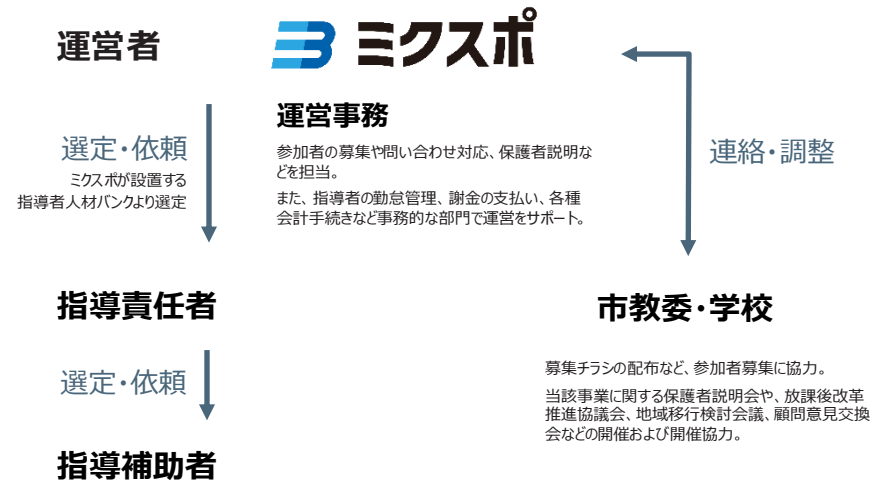 運営者
ミクスポ
運営事務
参加者の募集や問い合わせ対応、保護者説明な
どを担当。
また、指導者の勤怠管理、謝金の支払い、各種
会計手続きなど事務的な部門で運営をサポート。
選定・依頼
ミクスポが設置する
指導者人材バンクより選定
連絡・調整
指導責任者
選定・依頼
指導補助者
市教委・学校
募集チラシの配布など、参加者募集に協力。
当該事業に関する保護者説明会や、放課後改革
推進協議会、地域移行検討会議、顧問意見交換
会などの開催および開催協力。